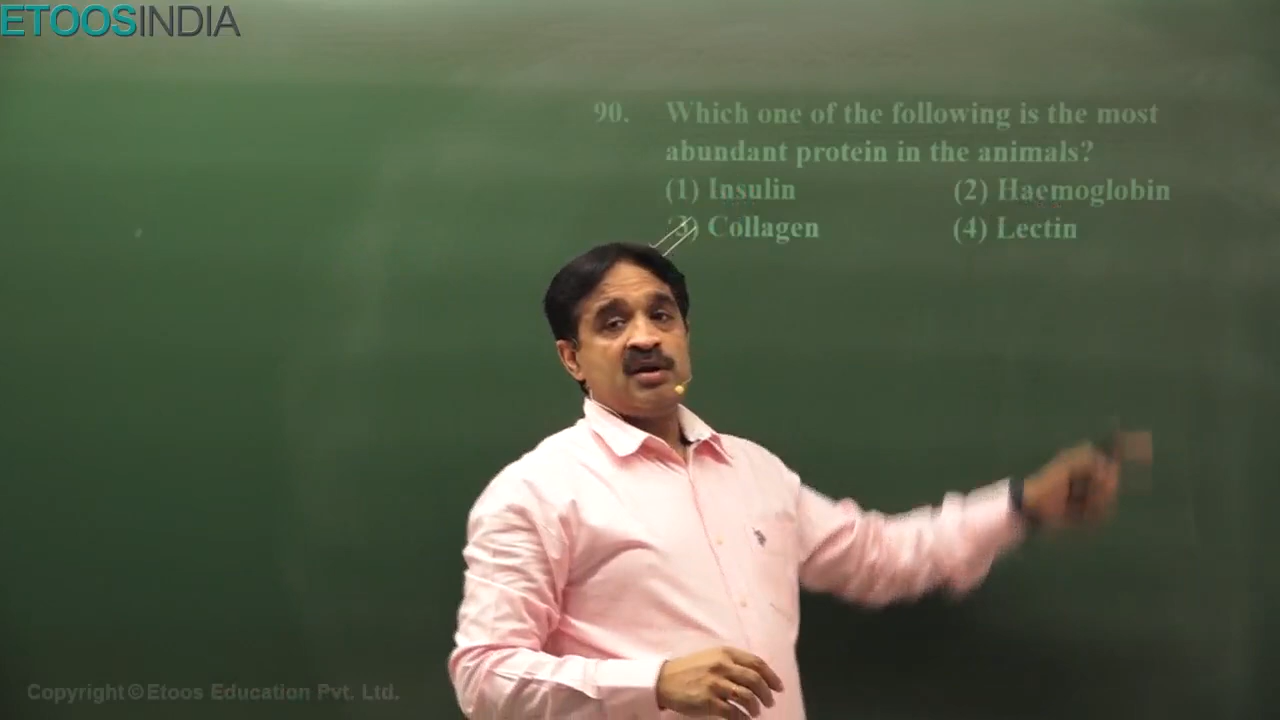 ETOOSINDIA
90. Which one of the following is the most
abundant protein in the animals?
(1) Insulin (2) Haemoglobin
(3) Collagen (4) Lectin
Copyright © Etoos Education Pvt. Ltd.